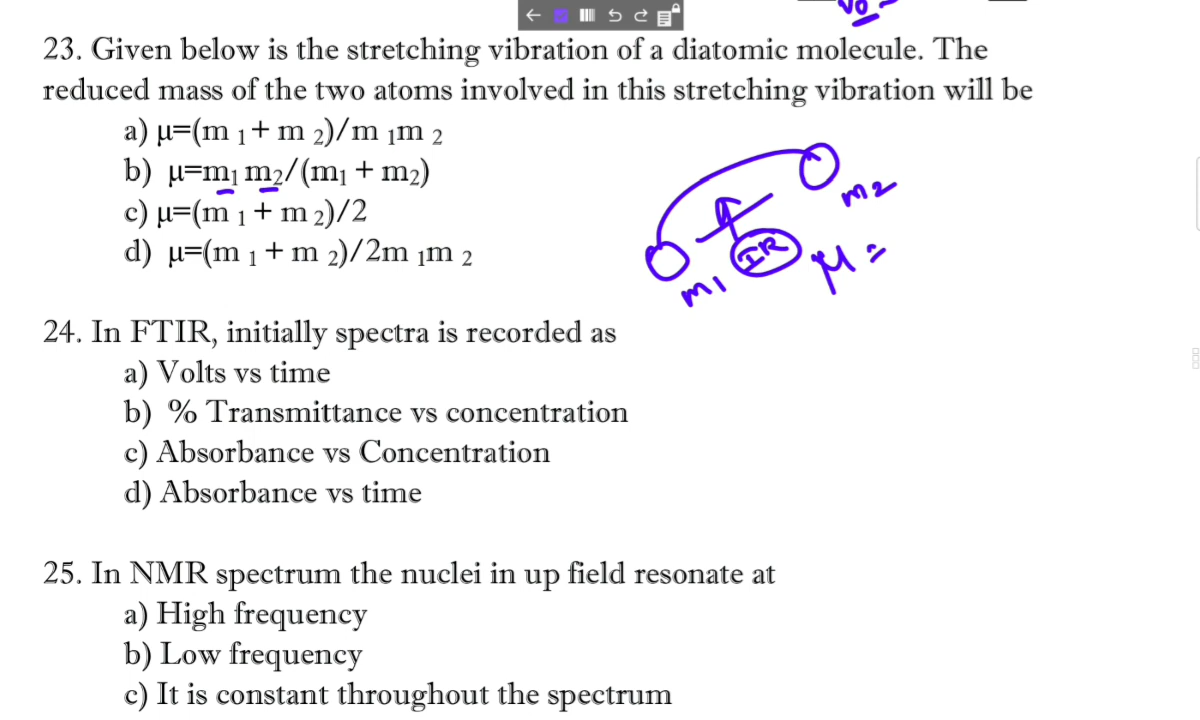 Vo
23. Given below is the stretching vibration of a diatomic molecule. The
reduced mass of the two atoms involved in this stretching vibration will be
a) µ=(m 1+ m 2)/m 1m 2
b) µ=m1 m2/(m1 + m2)
c) µ=(m 1+ m 2)/2
d) µ=(m 1 + m 2)/2m 1m 2
m2
IR
m1
µ =
24. In FTIR, initially spectra is recorded as
a) Volts vs time
b) % Transmittance vs concentration
c) Absorbance vs Concentration
d) Absorbance vs time
25. In NMR spectrum the nuclei in up field resonate at
a) High frequency
b) Low frequency
c) It is constant throughout the spectrum